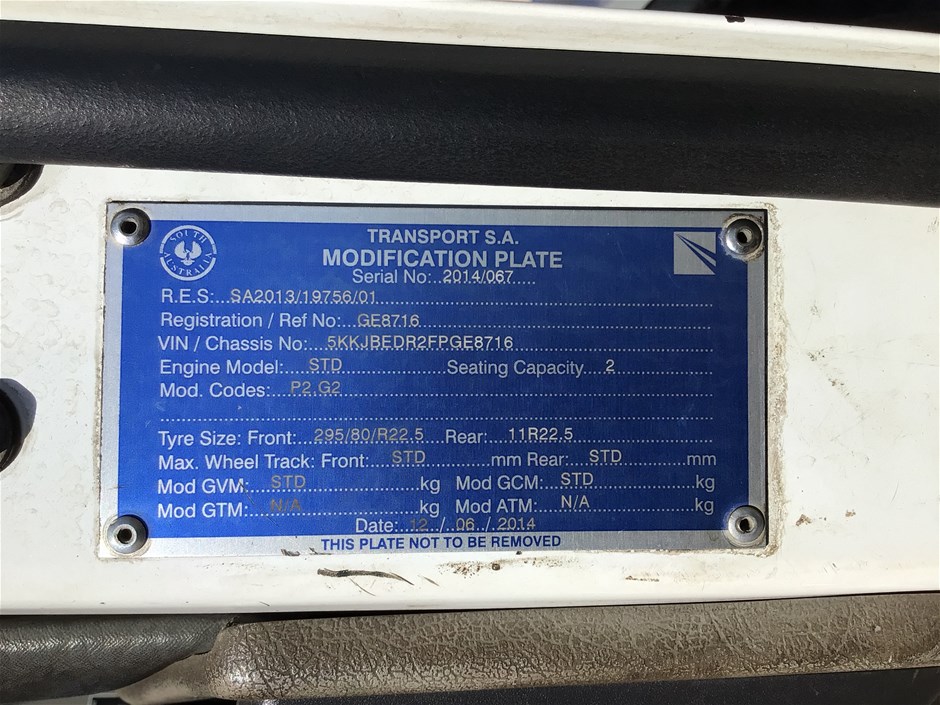 SOUTH AUSTRALIA
TRANSPORT S.A.
MODIFICATION PLATE
Serial No: 2014/067
R.E.S: SA2013/19756/01
Registration / Ref No: GE8716
VIN / Chassis No: 5KKJBEDR2FPGE8716
Engine Model: STD Seating Capacity 2
Mod. Codes: P2.G2
Tyre Size: Front: 295/80/R22.5 Rear: 11R22.5
Max. Wheel Track: Front: STD mm Rear: STD mm
Mod GVM: STD kg Mod GCM: STD kg
Mod GTM: N/A kg Mod ATM: N/A kg
Date: 12 / 06 / 2014
THIS PLATE NOT TO BE REMOVED